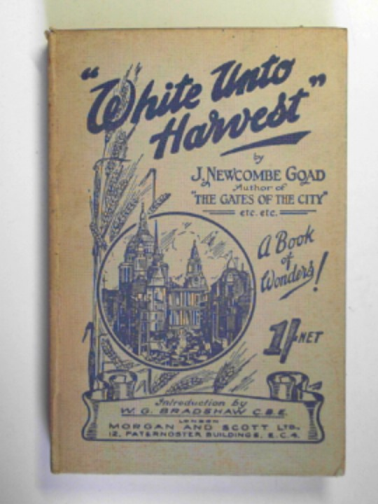 "White Unto
Harvest"
by
J. NEWCOMBE GOAD
Author of
"THE GATES OF THE CITY"
etc. etc.
A Book
of
Wonders!
1/- NET
Introduction by
W. G. BRADSHAW C.B.E.
LONDON
MORGAN AND SCOTT LTD.
12, PATERNOSTER BUILDINGS, E.C.4.